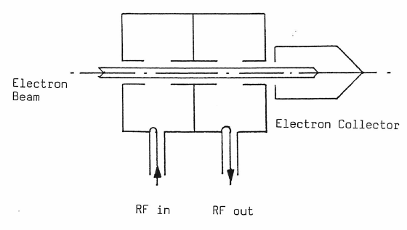 Electron
Beam
Electron Collector
RF in
RF out